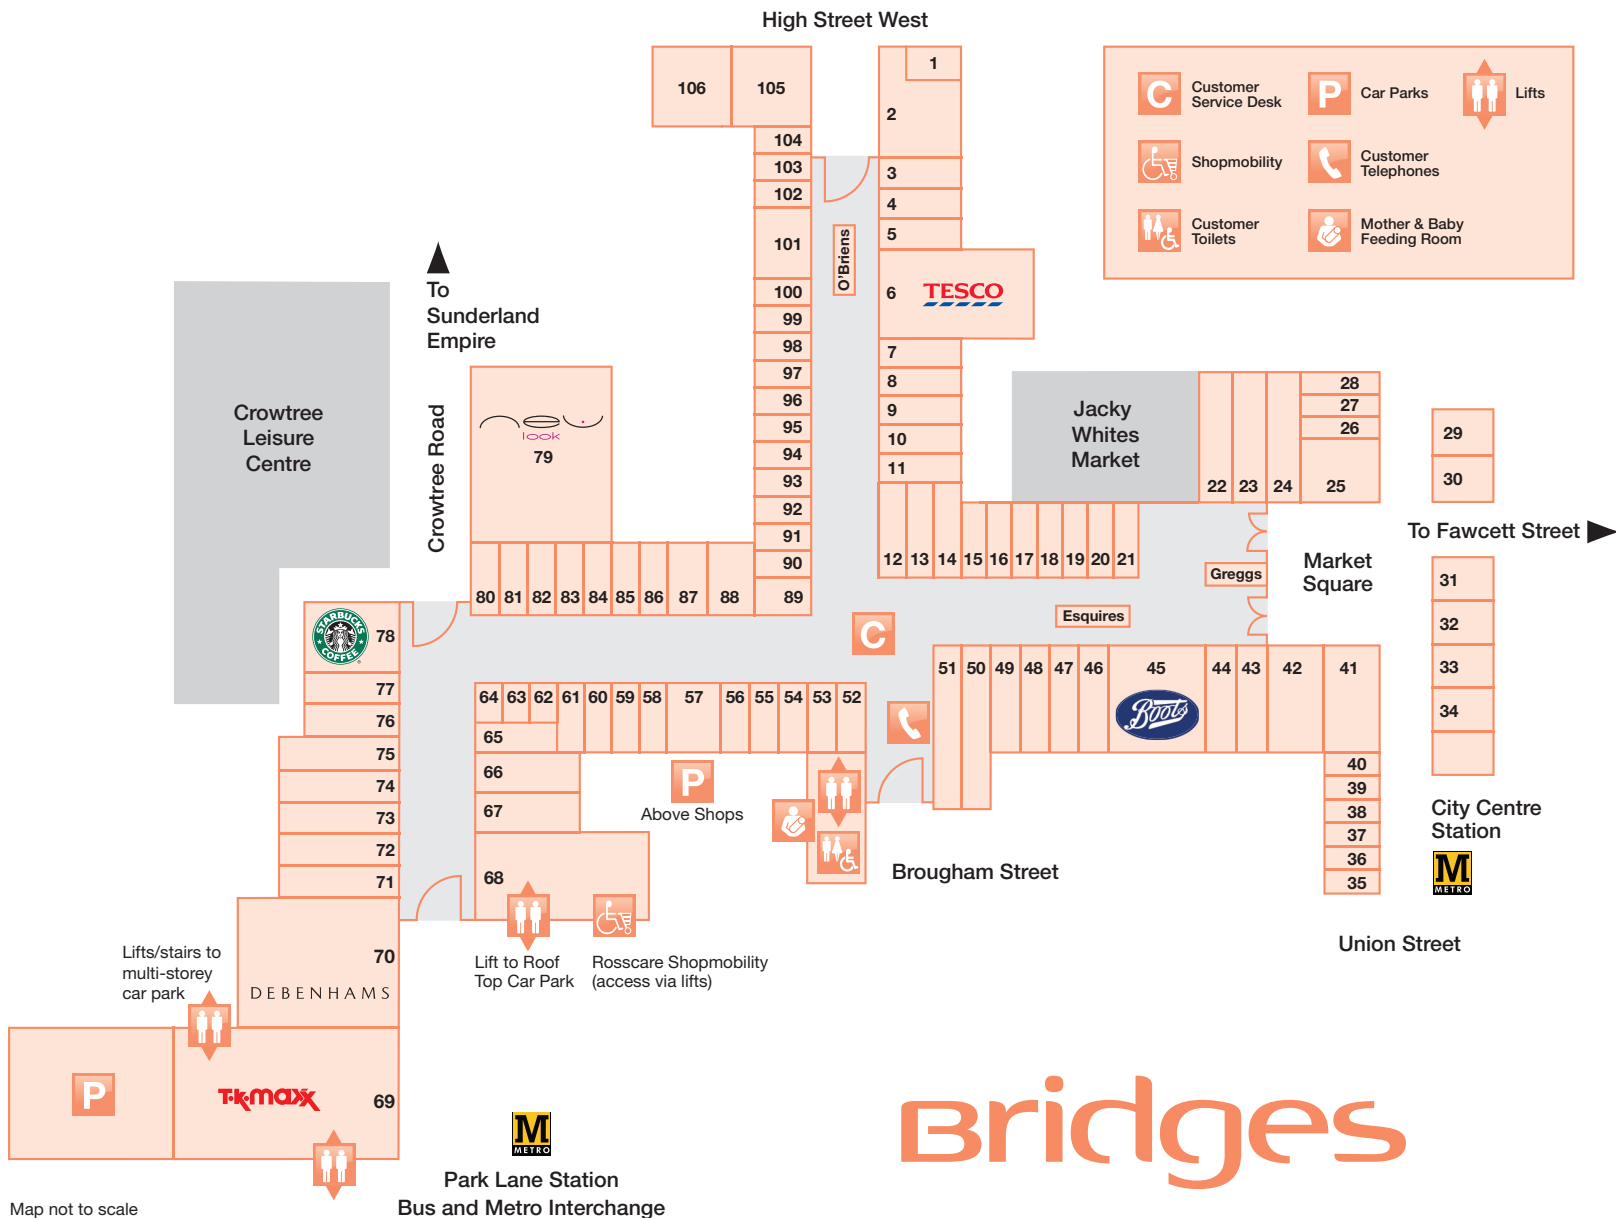 High Street West
1
106
105
2
104
103
3
102
4
5
101
O'Briens
6
TESCO
100
99
98
7
97
8
96
9
95
10
94
11
93
92
91
90
89
C
Customer
Service Desk
P
Car Parks
Lifts
Shopmobility
Customer
Telephones
Customer
Toilets
Mother & Baby
Feeding Room
To
Sunderland
Empire
Crowtree
Leisure
Centre
Crowtree Road
new
look
79
80 81 82 83 84 85 86 87 88
Jacky
Whites
Market
28
27
26
22 23 24 25
29
30
To Fawcett Street
12 13 14 15 16 17 18 19 20 21
Greggs
Market
Square
31
32
33
34
Esquires
C
STARBUCKS
COFFEE
78
77
76
75
74
73
72
71
64 63 62 61 60 59 58 57 56 55 54 53 52
65
66
67
68
P
Above Shops
51 50 49 48 47 46 45 44 43 42 41
Boots
40
39
38
37
36
35
City Centre
Station
M
METRO
Brougham Street
Union Street
Lifts/stairs to
multi-storey
car park
70
DEBENHAMS
Lift to Roof
Top Car Park
Rosscare Shopmobility
(access via lifts)
P
T·K·maxx
69
M
METRO
Park Lane Station
Bus and Metro Interchange
Bridges
Map not to scale